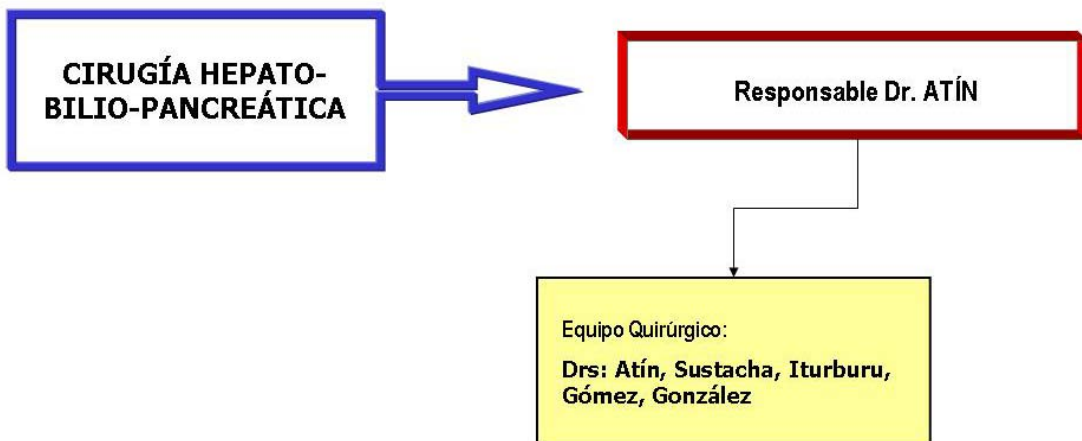 CIRUGÍA HEPATO-
BILIO-PANCREÁTICA
Responsable Dr. ATÍN
Equipo Quirúrgico:
Drs: Atín, Sustacha, Iturburu,
Gómez, González